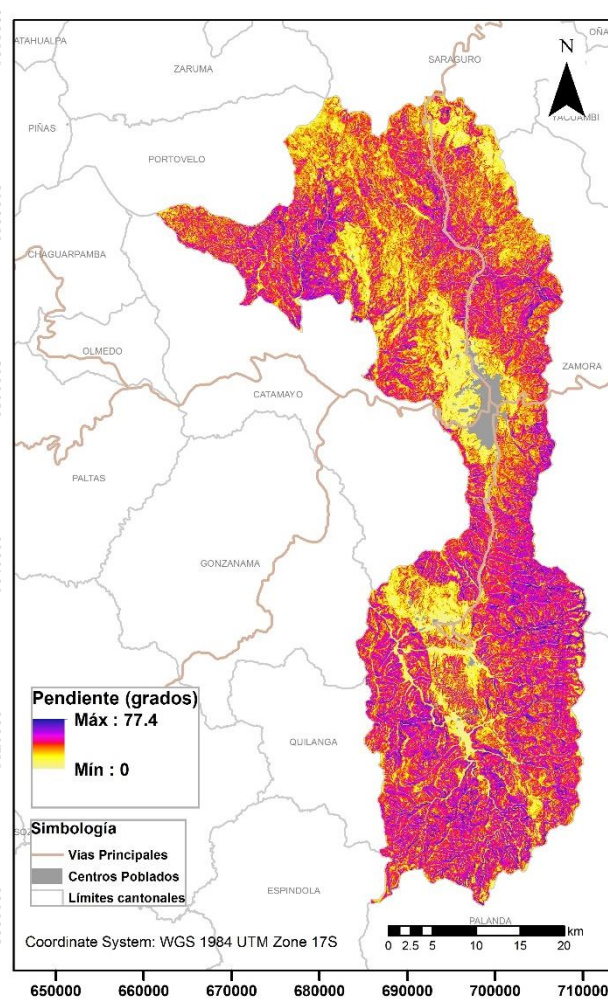 OÑA
N
ATAHUALPA
SARAGURO
ZARUMA
YACUAMBI
PIÑAS
PORTOVELO
CHAGUARPAMBA
OLMEDO
ZAMORA
CATAMAYO
PALTAS
GONZANAMA
Pendiente (grados)
Máx : 77.4
Mín : 0
QUILANGA
Simbología
Vias Principales
Centros Poblados
Límites cantonales
ESPINDOLA
PALANDA
Coordinate System: WGS 1984 UTM Zone 17S
km
0 2.5 5 10 15 20
650000 660000 670000 680000 690000 700000 710000